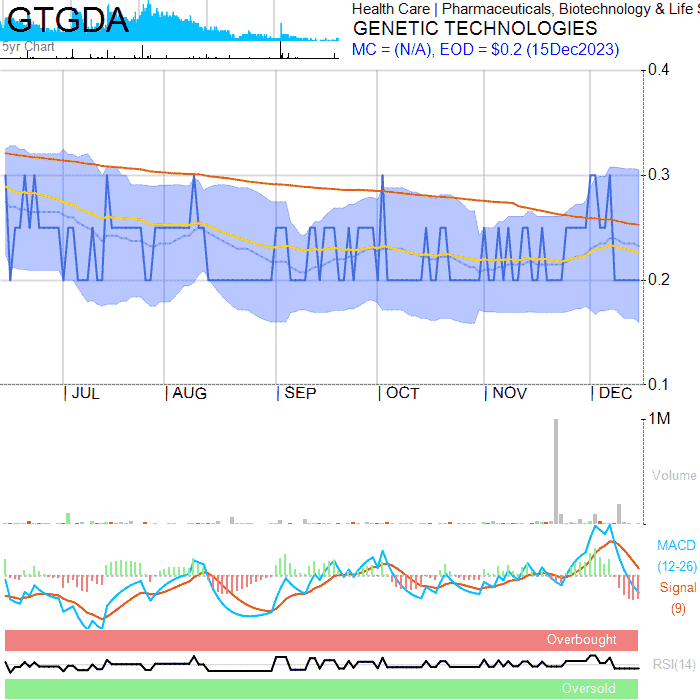 GTGDA
5yr Chart
Health Care | Pharmaceuticals, Biotechnology & Life S
GENETIC TECHNOLOGIES
MC = (N/A), EOD = $0.2 (15Dec2023)
0.4
0.3
0.2
0.1
JUL AUG SEP OCT NOV DEC
1M
Volume
MACD
(12-26)
Signal
(9)
Overbought
RSI(14)
Oversold